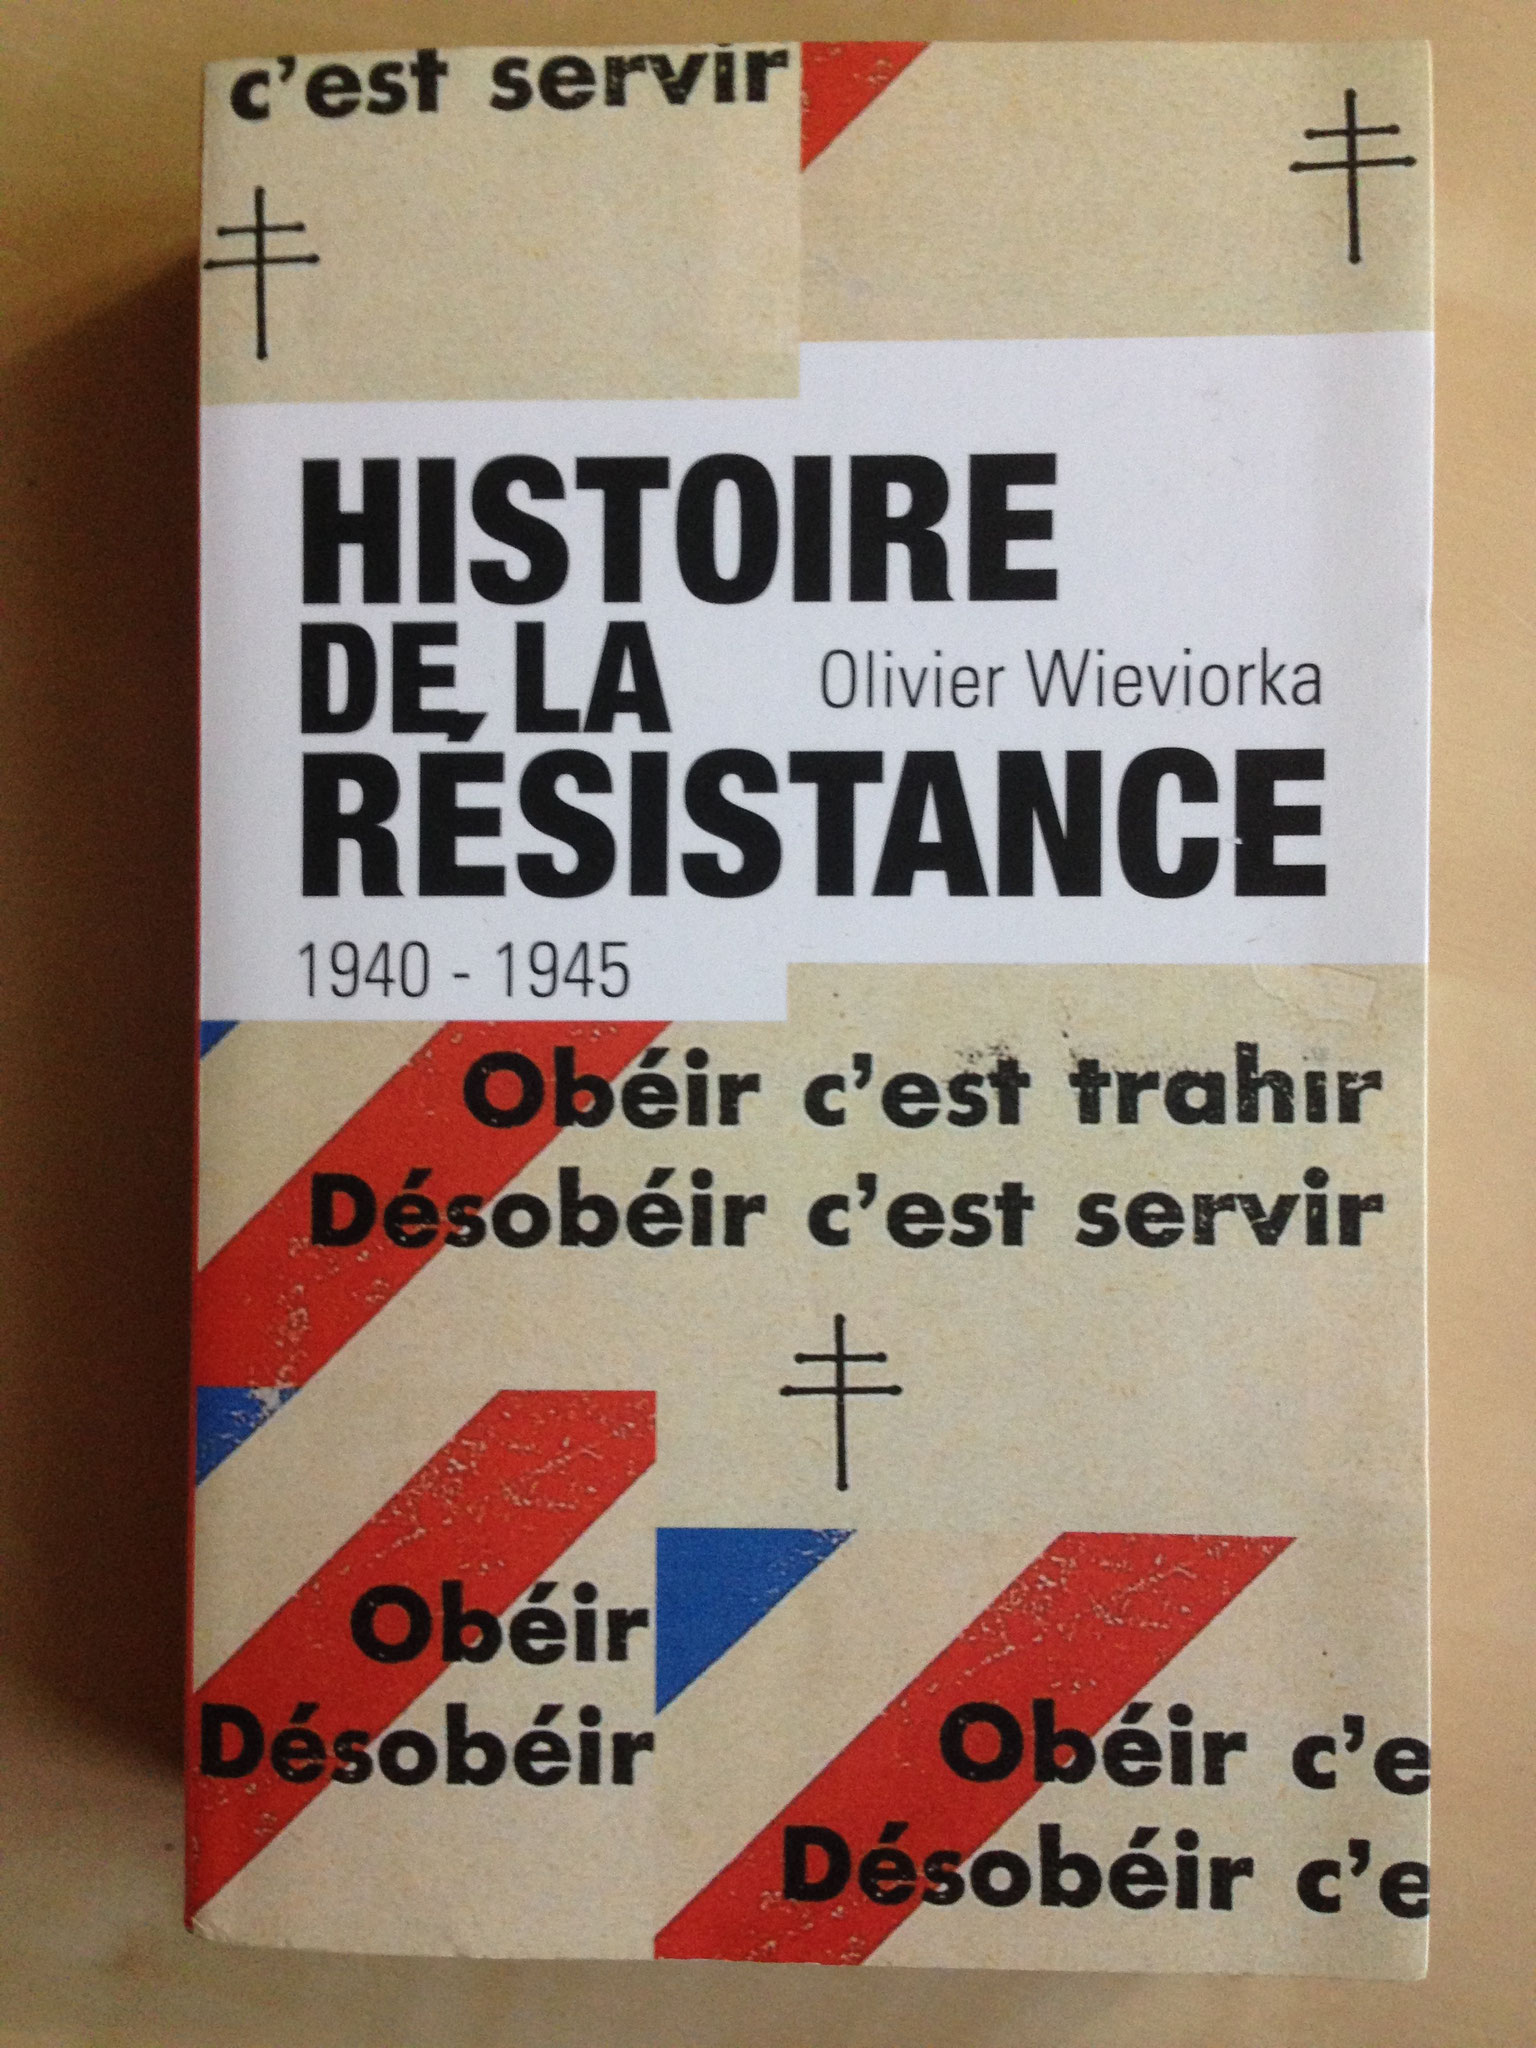 c'est servir
HISTOIRE
DE LA
Olivier Wieviorka
RÉSISTANCE
1940 - 1945
Obéir c'est trahir
Désobéir c'est servir
Obéir
Désobéir
Obéir c'e
Désobéir c'e